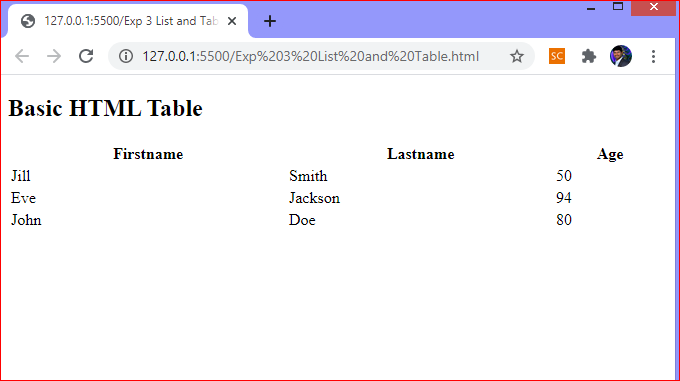 127.0.0.1:5500/Exp 3 List and Tab
127.0.0.1:5500/Exp%203%20List%20and%20Table.html
SC
Basic HTML Table
Firstname Lastname Age
Jill Smith 50
Eve Jackson 94
John Doe 80